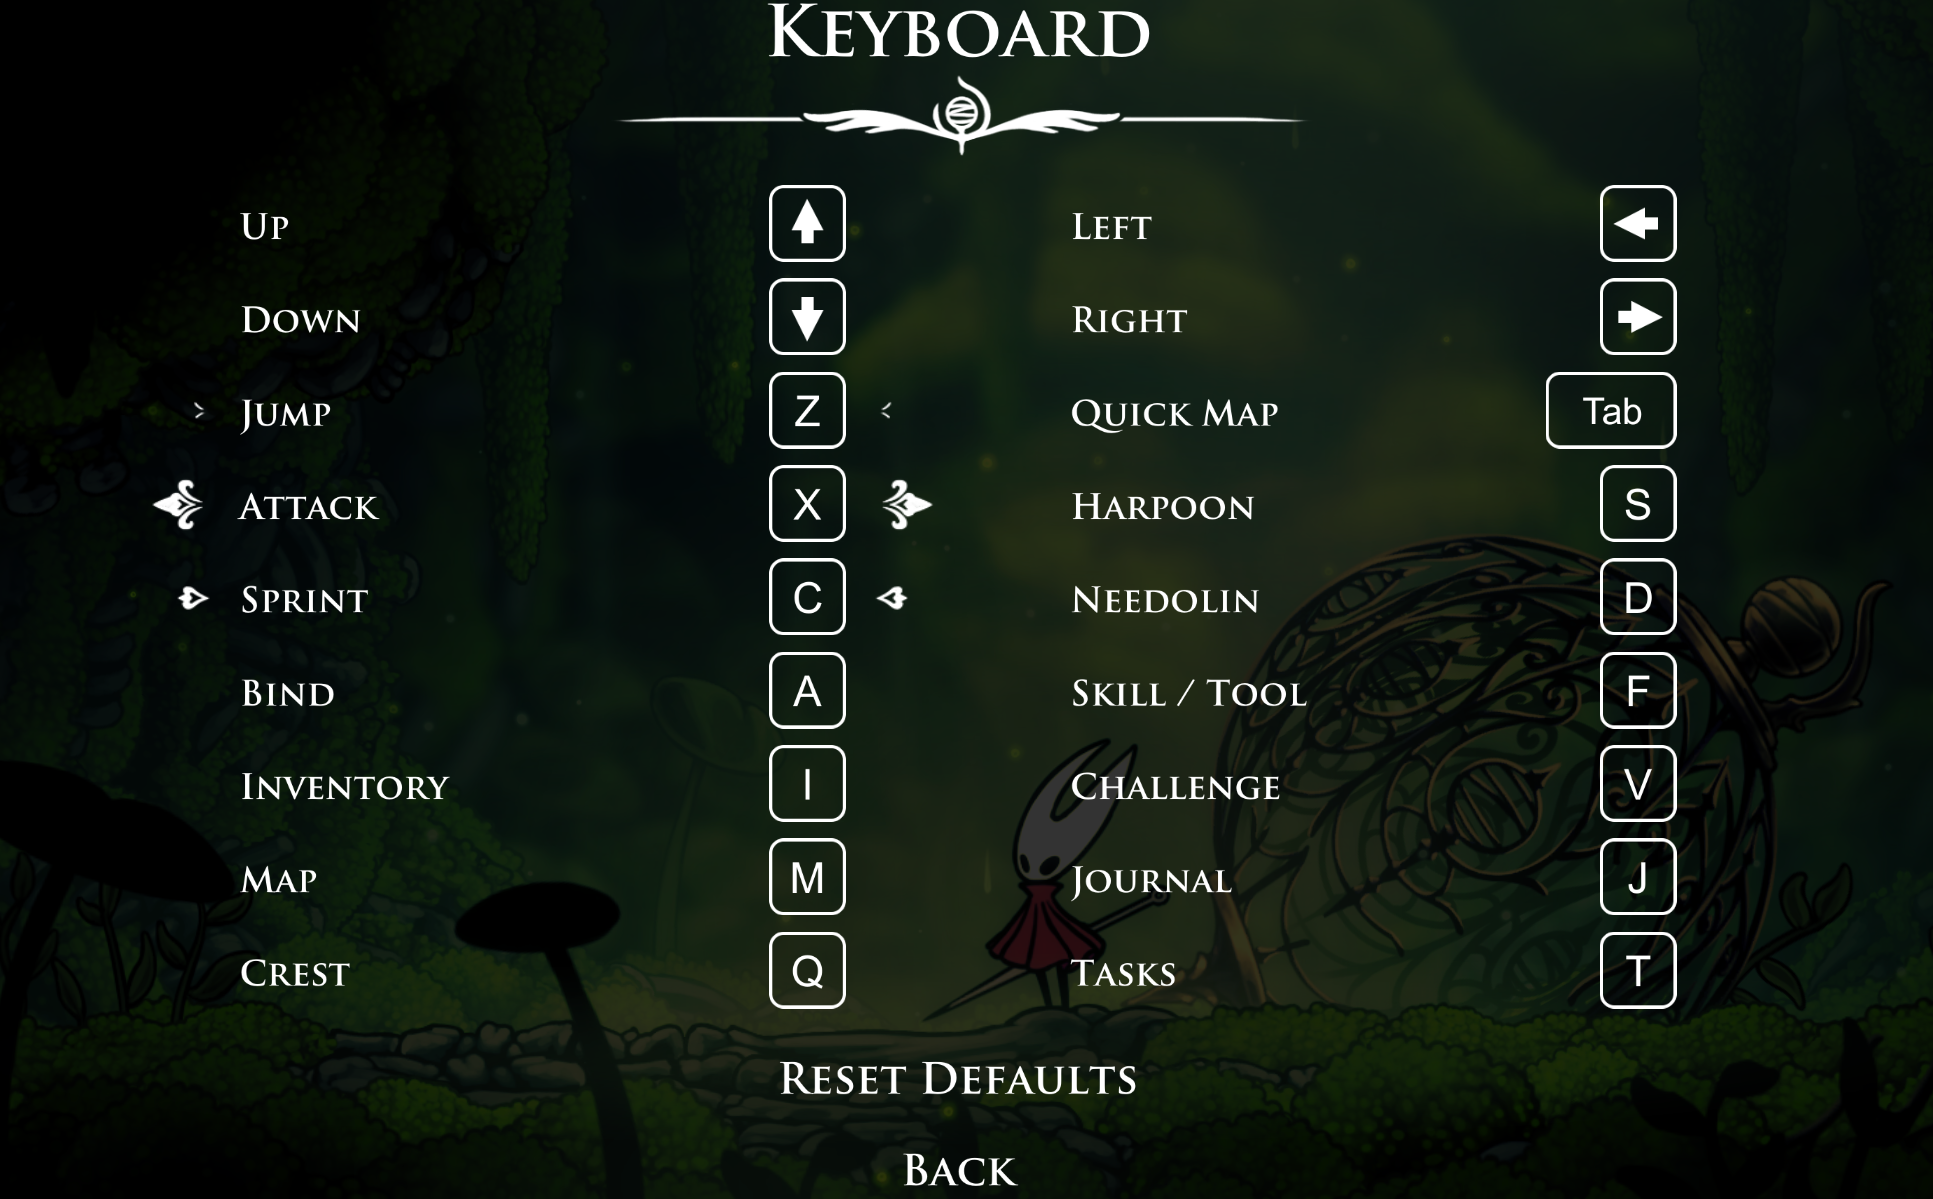 KEYBOARD
UP
LEFT
DOWN
RIGHT
JUMP Z
QUICK MAP Tab
ATTACK X
HARPOON S
SPRINT C
NEEDOLIN D
BIND A
SKILL / TOOL F
INVENTORY I
CHALLENGE V
MAP M
JOURNAL J
CREST Q
TASKS T
RESET DEFAULTS
BACK